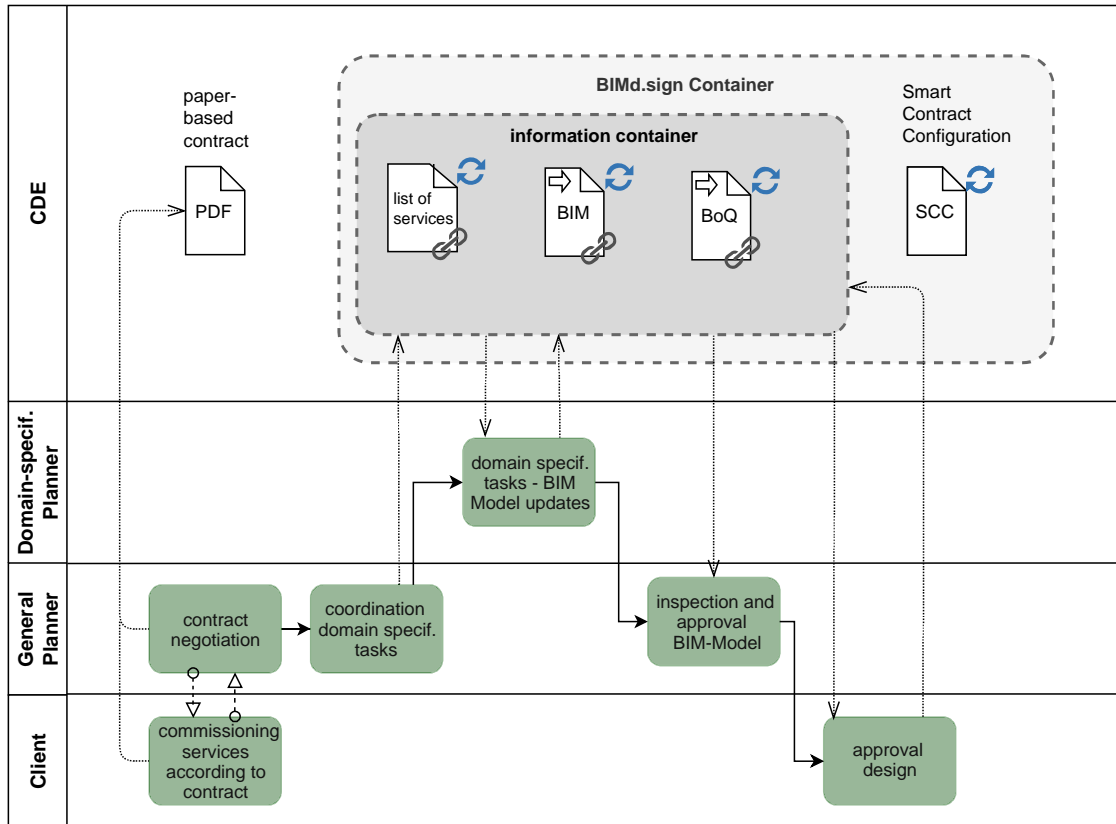 CDE
paper-
based
contract
PDF
BIMd.sign Container
information container
list of
services
BIM
BoQ
Smart
Contract
Configuration
SCC
Domain-specif.
Planner
domain specif.
tasks - BIM
Model updates
General
Planner
contract
negotiation
coordination
domain specif.
tasks
inspection and
approval
BIM-Model
Client
commissioning
services
according to
contract
approval
design